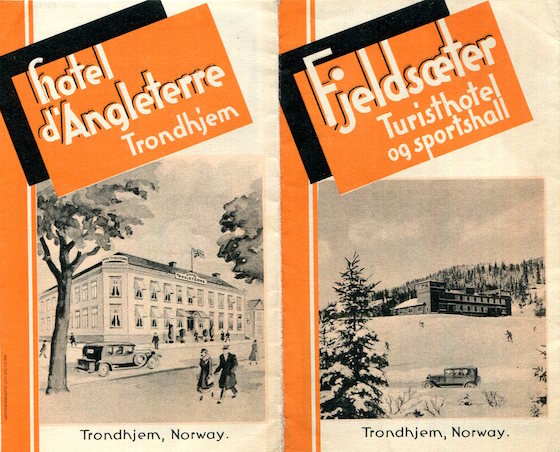 hotel
d'Angleterre
Trondhjem
Trondhjem, Norway.
Fjeldsæter
Turisthotel
og sportshall
Trondhjem, Norway.